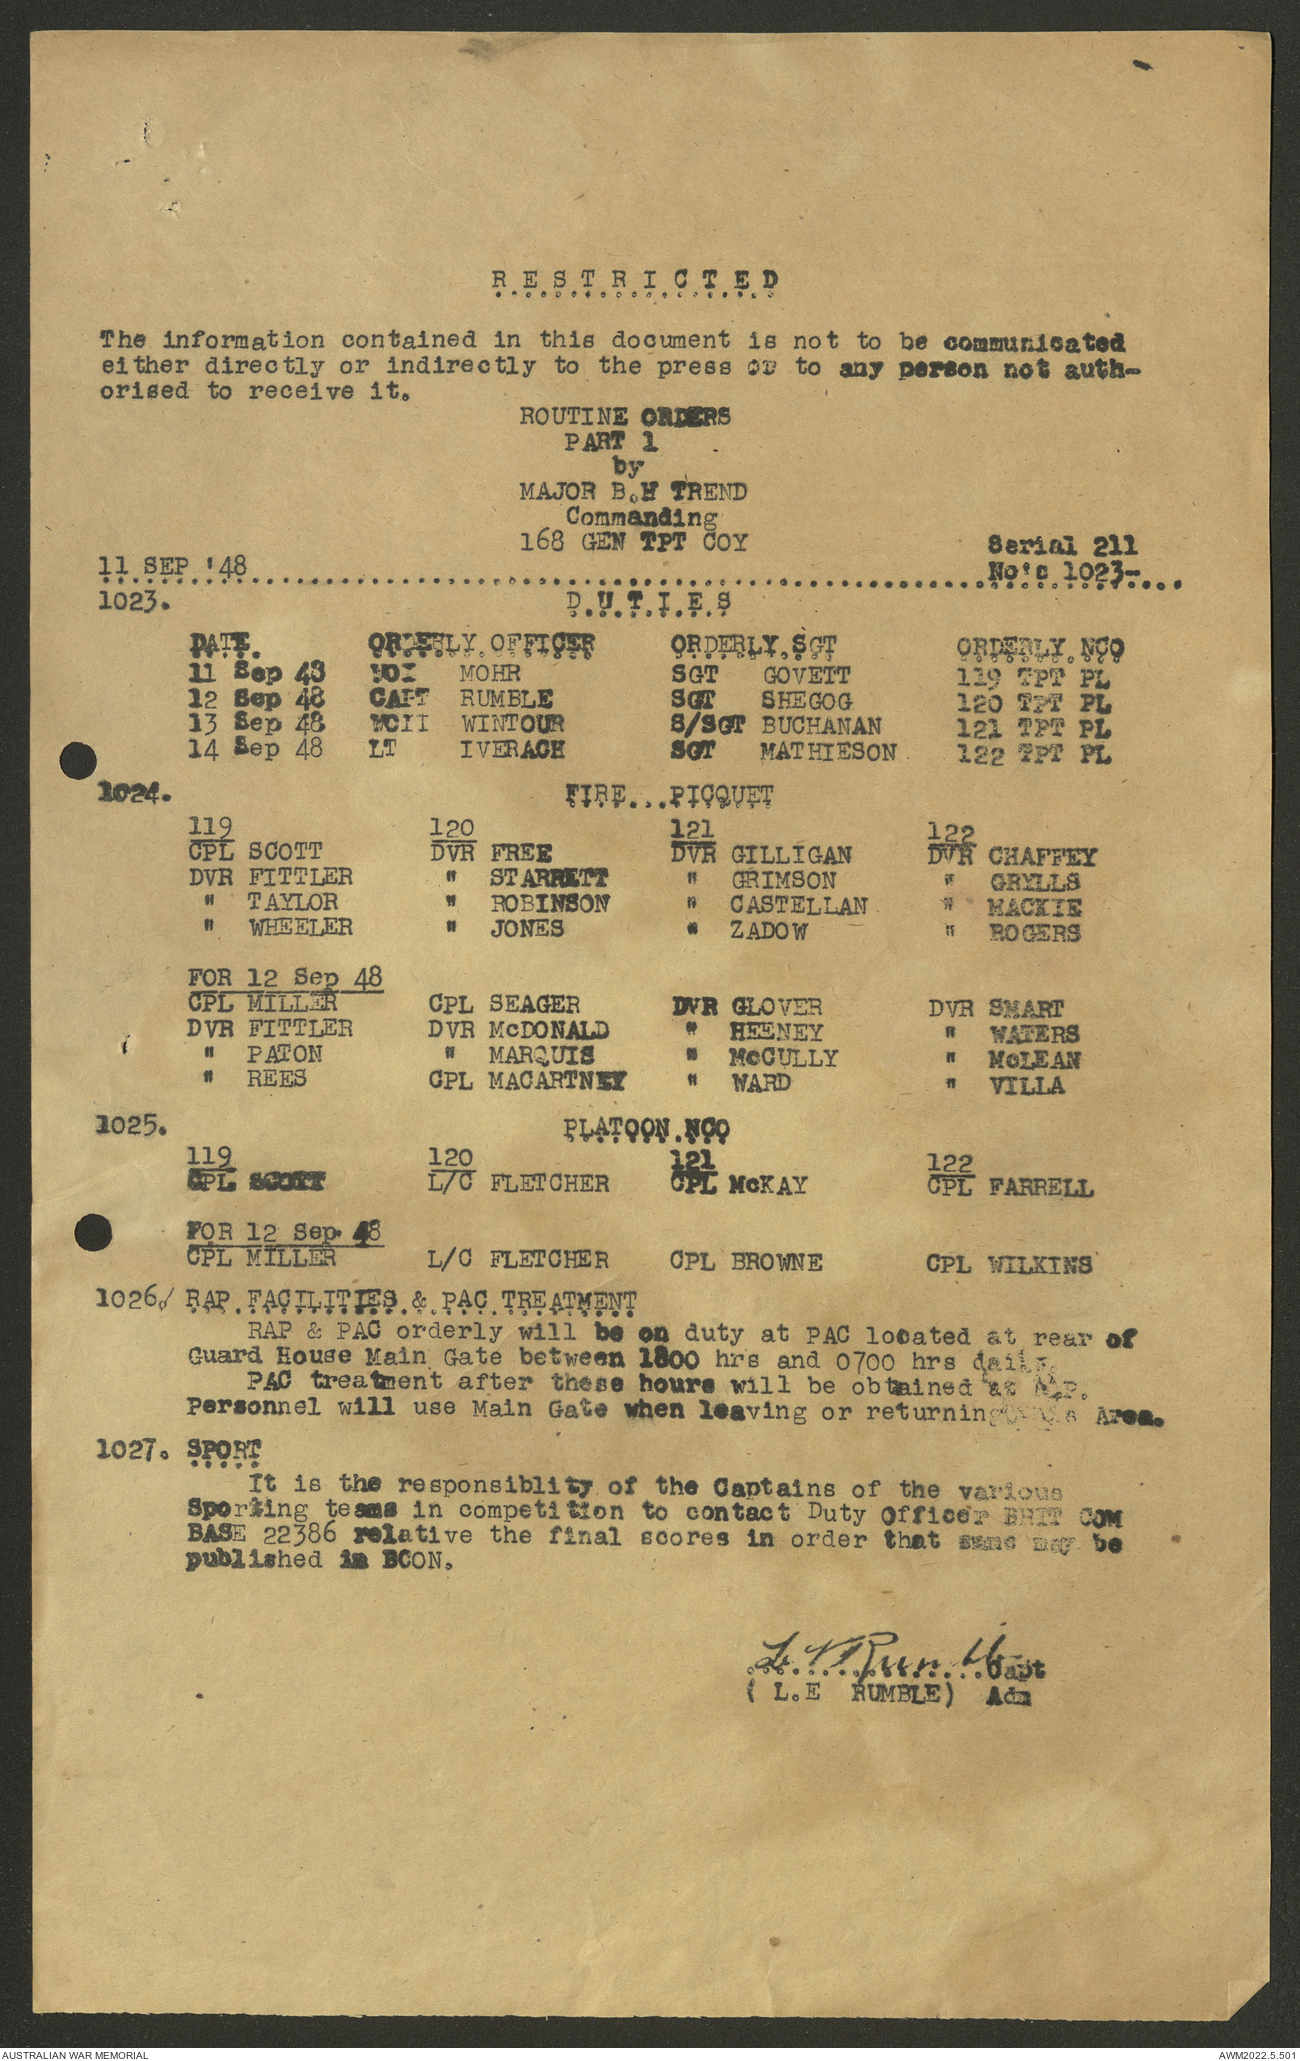 RESTRICTED
The information contained in this document is not to be communicated
either directly or indirectly to the press or to any person not auth-
orised to receive it.
ROUTINE ORDERS
PART 1
by
MAJOR B.H TREND
Commanding
168 GEN TPT COY
Serial 211
11 SEP '48 No's 1023-
1023. D.U.T.I.E.S
DATE. ORDERLY.OFFICER ORDERLY.SGT ORDERLY.NCO
11 Sep 48 WOI MOHR SGT GOVETT 119 TPT PL
12 Sep 48 CAPT RUMBLE SGT SHEGOG 120 TPT PL
13 Sep 48 WOII WINTOUR S/SGT BUCHANAN 121 TPT PL
14 Sep 48 LT IVERACH SGT MATHIESON 122 TPT PL
1024. FIRE...PICQUET
119 120 121 122
CPL SCOTT DVR FREE DVR GILLIGAN DVR CHAFFEY
DVR FITTLER " STARRETT " GRIMSON " GRYLLS
" TAYLOR " ROBINSON " CASTELLAN " MACKIE
" WHEELER " JONES " ZADOW " ROGERS
FOR 12 Sep 48
CPL MILLER CPL SEAGER DVR GLOVER DVR SMART
DVR FITTLER DVR McDONALD " HEENEY " WATERS
" PATON " MARQUIS " McCULLY " McLEAN
" REES CPL MACARTNEY " WARD " VILLA
1025. PLATOON.NCO
119 120 121 122
CPL SCOTT L/C FLETCHER CPL McKAY CPL FARRELL
FOR 12 Sep 48
CPL MILLER L/C FLETCHER CPL BROWNE CPL WILKINS
1026./ RAP.FACILITIES.&.PAC.TREATMENT
RAP & PAC orderly will be on duty at PAC located at rear of
Guard House Main Gate between 1800 hrs and 0700 hrs daily.
PAC treatment after these hours will be obtained at
Personnel will use Main Gate when leaving or returning Area.
1027. SPORT
It is the responsiblity of the Captains of the various
Sporting teams in competition to contact Duty Officer BRIT COM
BASE 22386 relative the final scores in order that same may be
published in BCON.
Capt
( L.E RUMBLE) Adm
AUSTRALIAN WAR MEMORIAL AWM2022.5.501